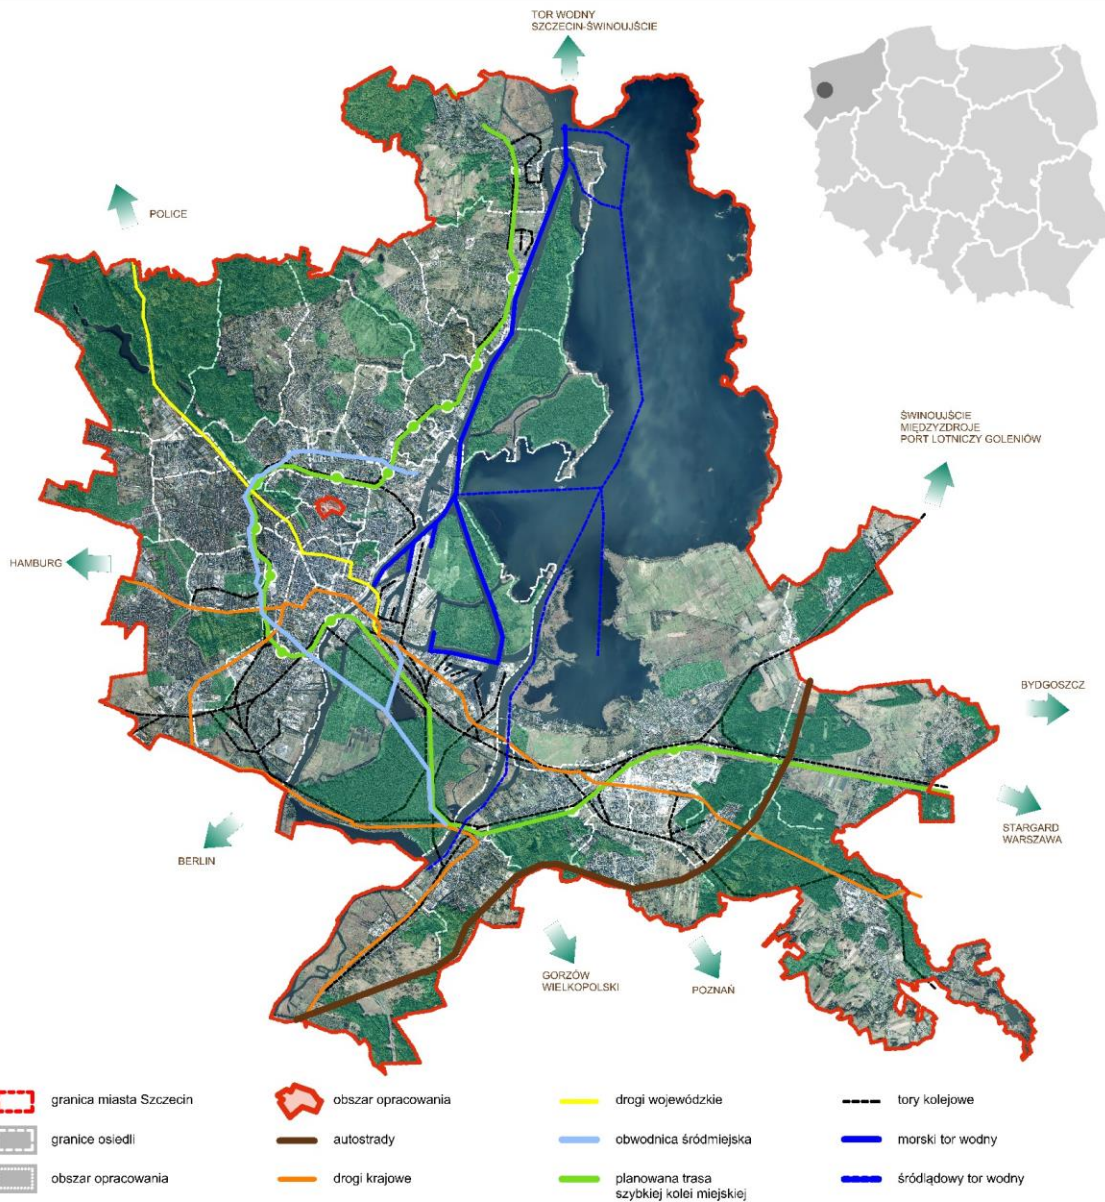 TOR WODNY
SZCZECIN-ŚWINOUJŚCIE
POLICE
ŚWINOUJŚCIE
MIĘDZYZDROJE
PORT LOTNICZY GOLENIÓW
HAMBURG
BYDGOSZCZ
STARGARD
WARSZAWA
BERLIN
GORZÓW
WIELKOPOLSKI
POZNAŃ
granica miasta Szczecin
obszar opracowania
drogi wojewódzkie
tory kolejowe
granice osiedli
autostrady
obwodnica śródmiejska
morski tor wodny
obszar opracowania
drogi krajowe
planowana trasa
szybkiej kolei miejskiej
śródlądowy tor wodny